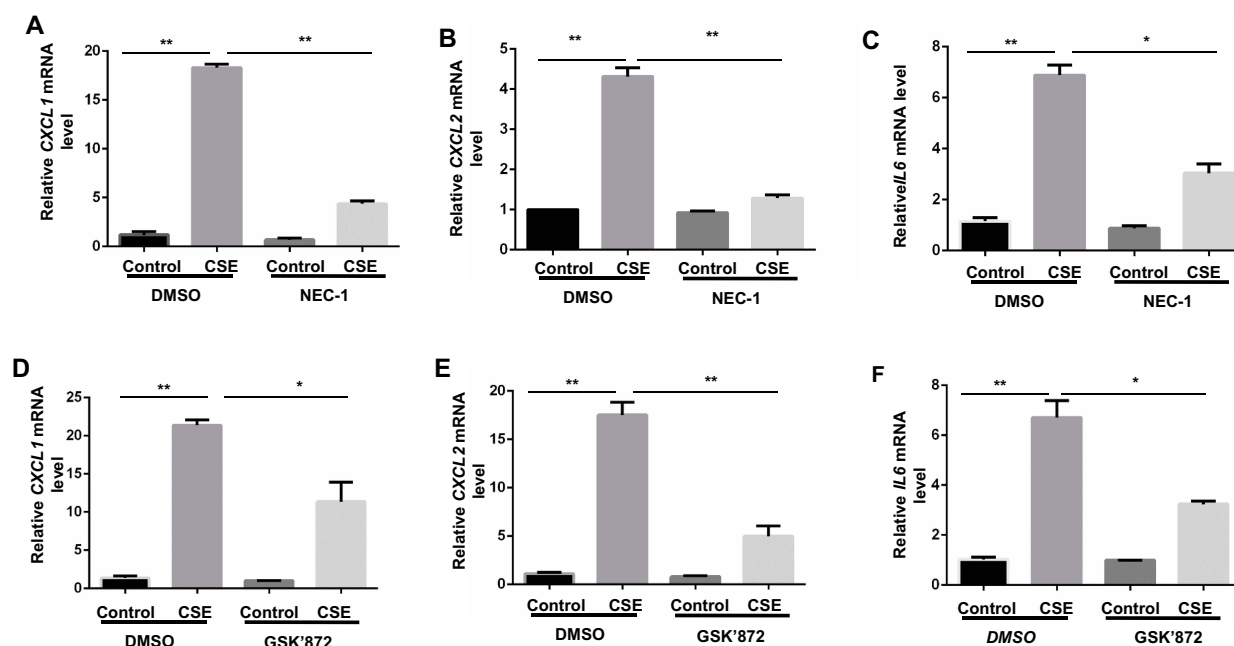 A
Relative CXCL1 mRNA
level
20
15
10
5
0
**
**
Control CSE Control CSE
DMSO NEC-1
B
Relative CXCL2 mRNA
level
5
4
3
2
1
0
**
**
Control CSE Control CSE
DMSO NEC-1
C
RelativeIL6 mRNA level
8
6
4
2
0
**
*
Control CSE Control CSE
DMSO NEC-1
D
Relative CXCL1 mRNA
level
25
20
15
10
5
0
**
*
Control CSE Control CSE
DMSO GSK'872
E
Relative CXCL2 mRNA
level
20
15
10
5
0
**
**
Control CSE Control CSE
DMSO GSK'872
F
Relative IL6 mRNA
level
8
6
4
2
0
**
*
Control CSE Control CSE
DMSO GSK'872